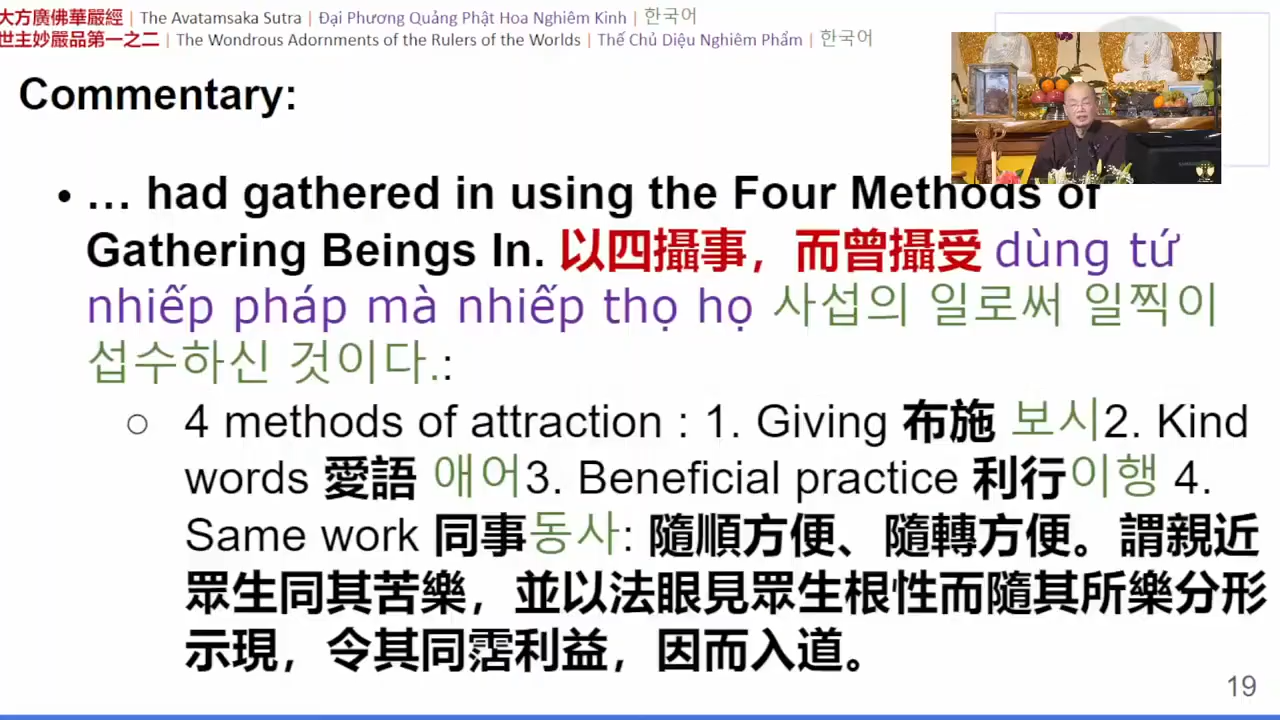 大方廣佛華嚴經 | The Avatamsaka Sutra | Đại Phương Quảng Phật Hoa Nghiêm Kinh | 한국어
世主妙嚴品第一之二 | The Wondrous Adornments of the Rulers of the Worlds | Thế Chủ Diệu Nghiêm Phẩm | 한국어
Commentary:
• … had gathered in using the Four Methods of
Gathering Beings In. 以四攝事，而曾攝受 dùng tứ
nhiếp pháp mà nhiếp thọ họ 사섭의 일로써 일찍이
섭수하신 것이다.:
○ 4 methods of attraction : 1. Giving 布施 보시2. Kind
words 愛語 애어3. Beneficial practice 利行이행 4.
Same work 同事동사: 隨順方便、隨轉方便。謂親近
眾生同其苦樂，並以法眼見眾生根性而隨其所樂分形
示現，令其同霑利益，因而入道。
19